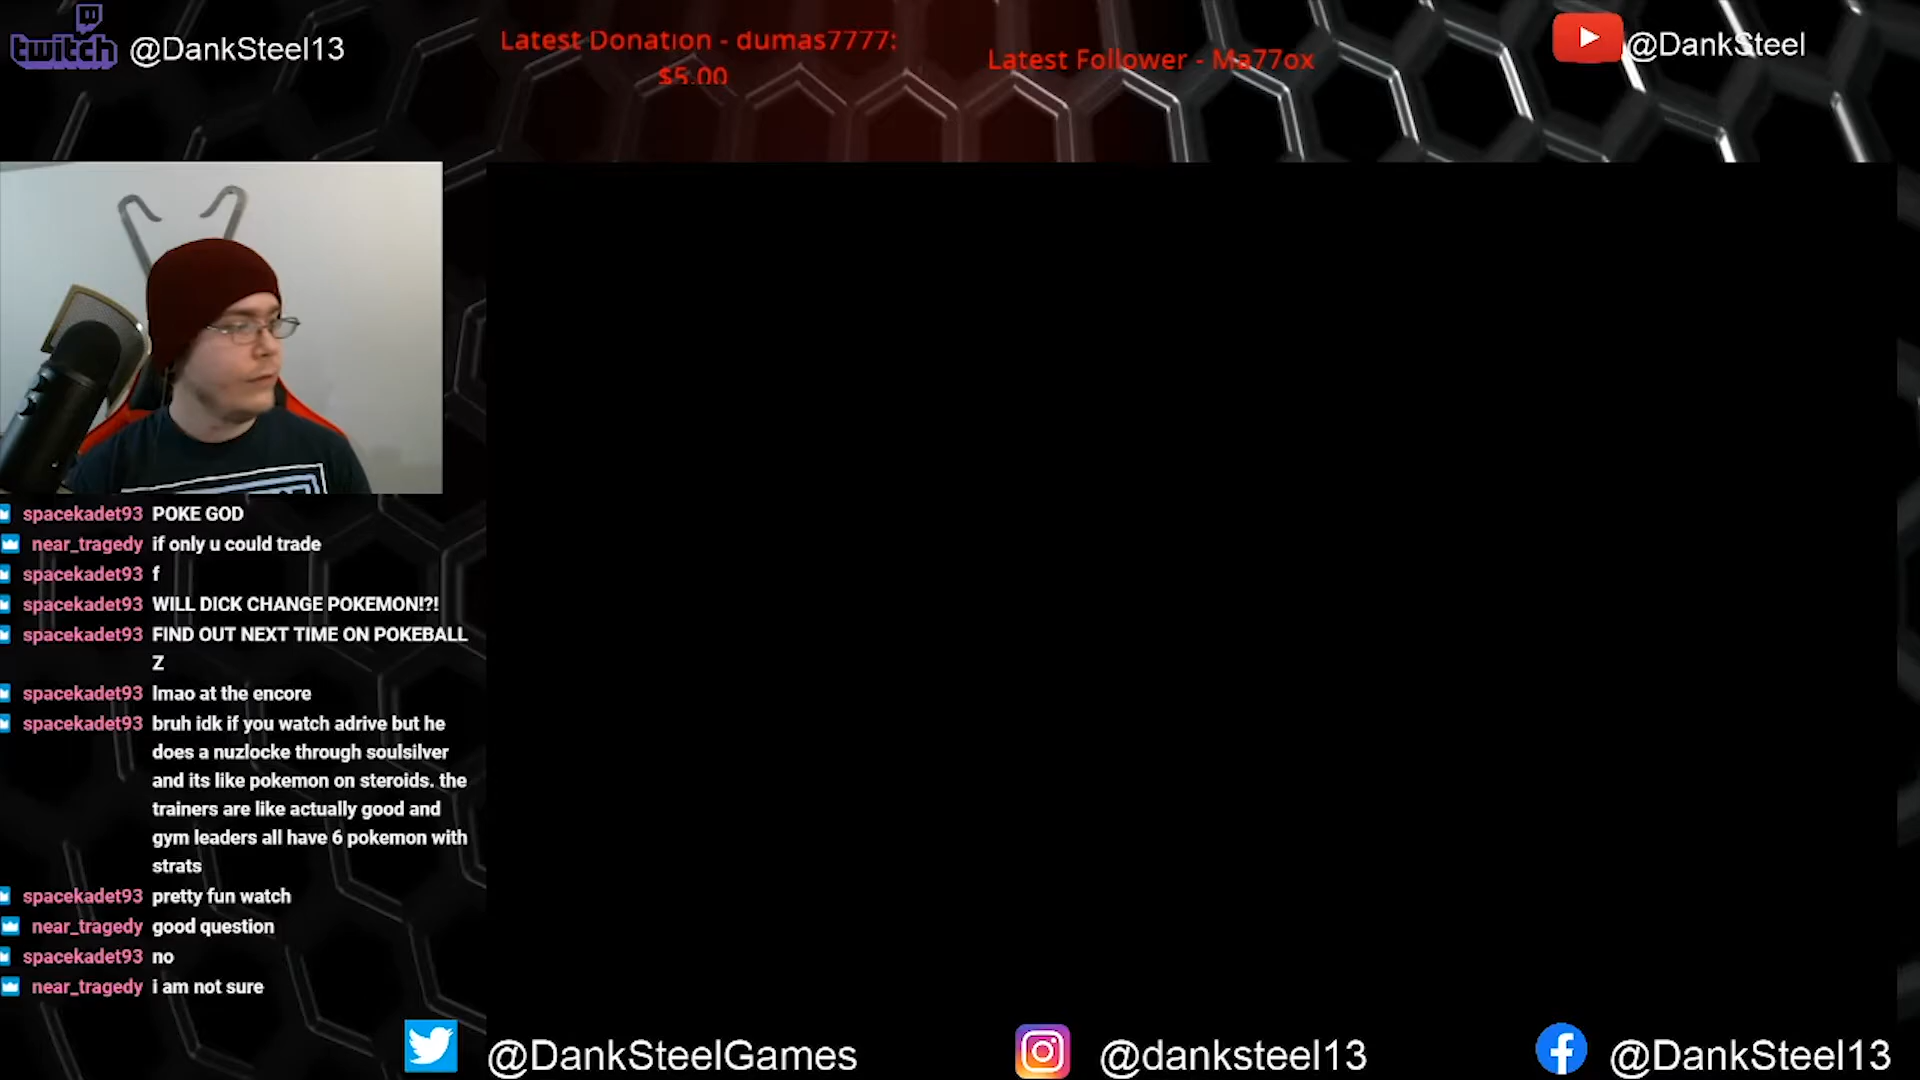 twitch @DankSteel13
Latest Donation - dumas7777:
$5.00
Latest Follower - Ma77ox
@DankSteel
spacekadet93 POKE GOD
near_tragedy if only u could trade
spacekadet93 f
spacekadet93 WILL DICK CHANGE POKEMON!?!
spacekadet93 FIND OUT NEXT TIME ON POKEBALL
Z
spacekadet93 lmao at the encore
spacekadet93 bruh idk if you watch adrive but he
does a nuzlocke through soulsilver
and its like pokemon on steroids. the
trainers are like actually good and
gym leaders all have 6 pokemon with
strats
spacekadet93 pretty fun watch
near_tragedy good question
spacekadet93 no
near_tragedy i am not sure
@DankSteelGames
@danksteel13
@DankSteel13